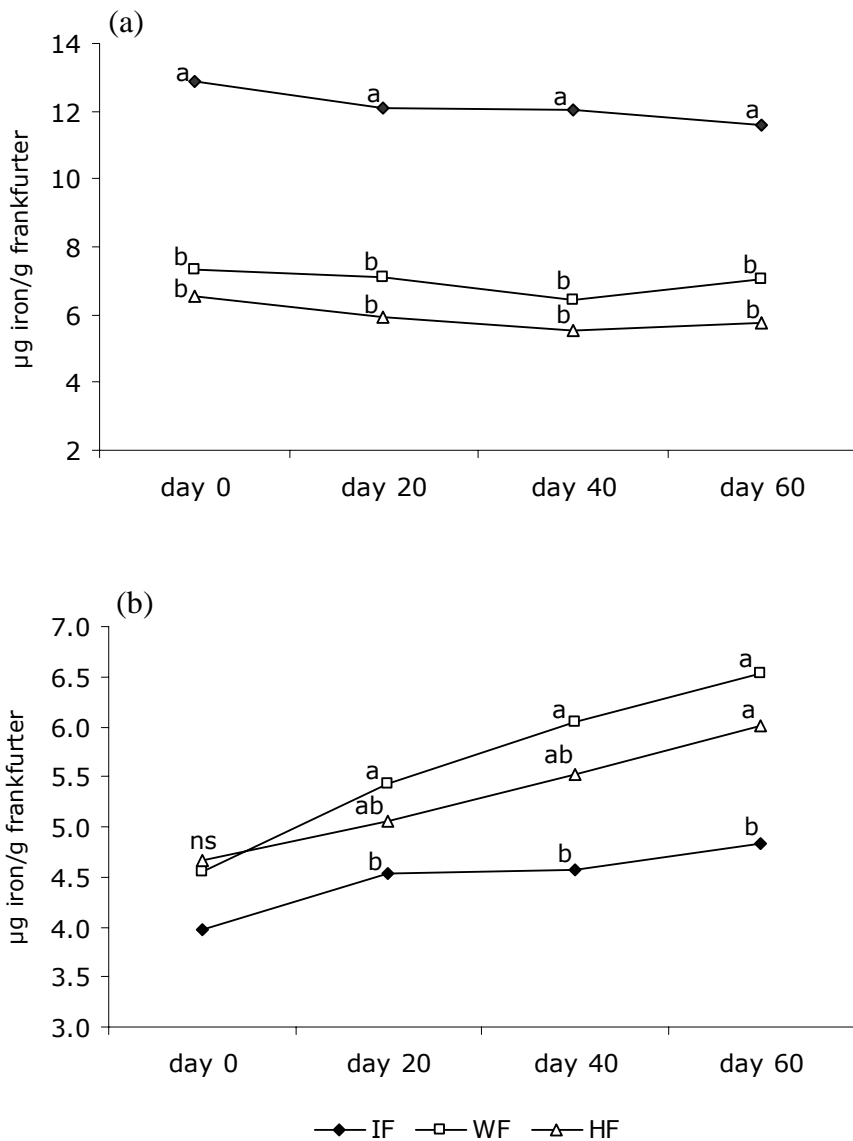 (a)
14
12
10
8
6
4
2
µg iron/g frankfurter
a
a
a
a
b
b
b
b
b
b
b
b
day 0 day 20 day 40 day 60
(b)
7.0
6.5
6.0
5.5
5.0
4.5
4.0
3.5
3.0
µg iron/g frankfurter
a
a
a
a
ab
ab
ns
b
b
b
day 0 day 20 day 40 day 60
IF WF HF